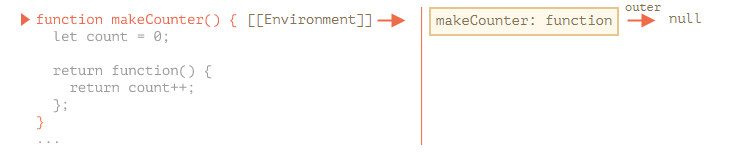 function makeCounter() { [[Environment]]
let count = 0;
return function() {
return count++;
};
}
...
makeCounter: function
outer
null